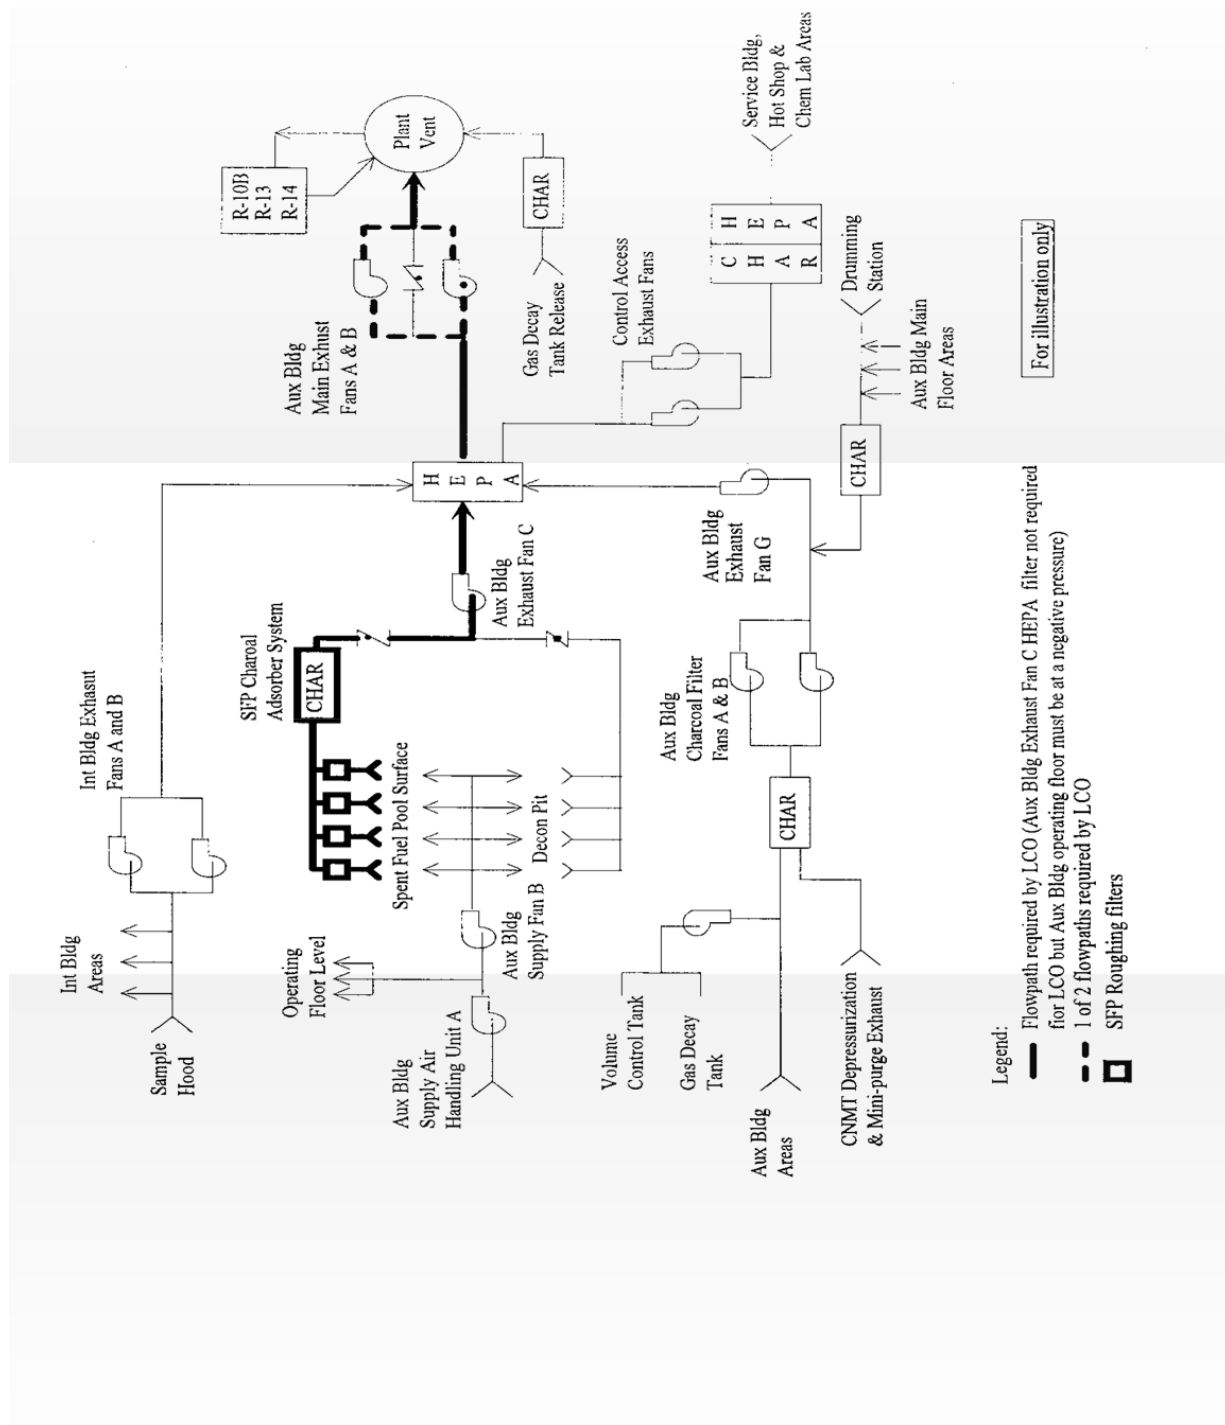 Int Bldg
Areas
Sample
Hood
Int Bldg Exhasut
Fans A and B
Operating
Floor Level
Aux Bldg
Supply Air
Handling Unit A
Aux Bldg
Supply Fan B
Spent Fuel Pool Surface
Decon Pit
SFP Charoal
Adsorber System
CHAR
Aux Bldg
Exhaust Fan C
H
E
P
A
Aux Bldg
Main Exhust
Fans A & B
R-10B
R-13
R-14
Plant
Vent
CHAR
Gas Decay
Tank Release
Control Access
Exhaust Fans
C H
H E
A P
R A
Service Bldg,
Hot Shop &
Chem Lab Areas
Drumming
Station
Aux Bldg Main
Floor Areas
CHAR
Aux Bldg
Exhaust
Fan G
Aux Bldg
Charcoal Filter
Fans A & B
CHAR
Volume
Control Tank
Gas Decay
Tank
Aux Bldg
Areas
CNMT Depressurization
& Mini-purge Exhaust
Legend:
Flowpath required by LCO (Aux Bldg Exhaust Fan C HEPA filter not required
fior LCO but Aux Bldg operating floor must be at a negative pressure)
1 of 2 flowpaths required by LCO
SFP Roughing filters
For illustration only